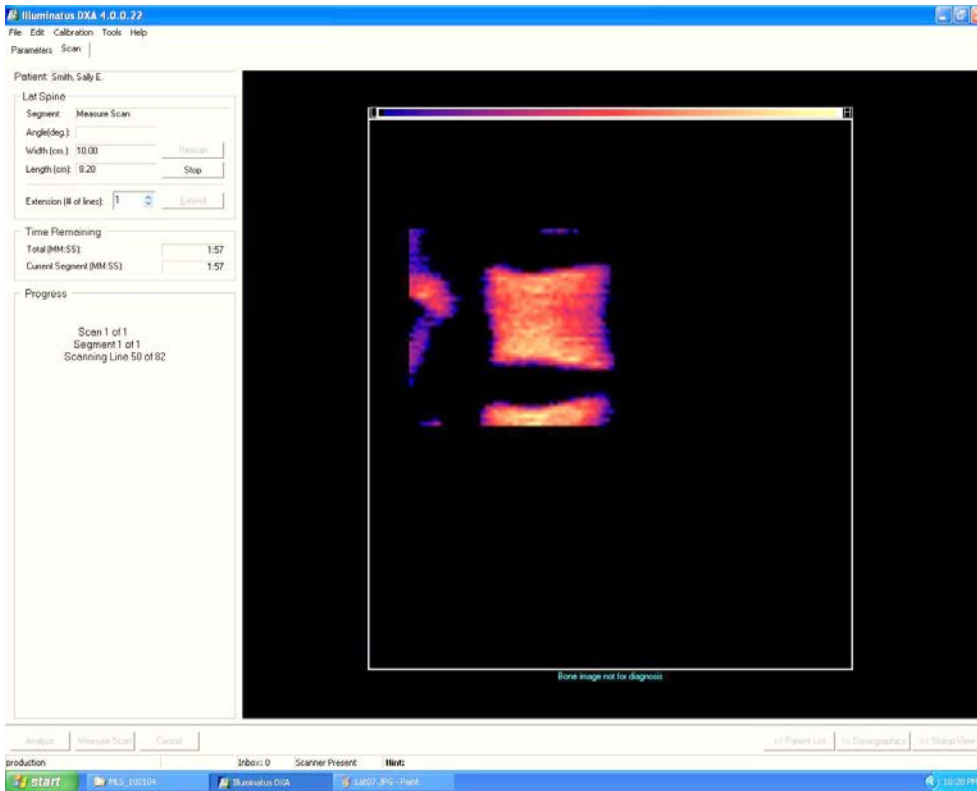 Illuminatus DXA 4.0.0.22
File Edit Calibration Tools Help
Parameters Scan
Patient: Smith, Sally E.
Lat Spine
Segment: Measure Scan
Angle(deg.):
Width (cm.): 10.00 Rescan
Length (cm): 8.20 Stop
Extension (# of lines): 1 Extend
Time Remaining
Total (MM:SS): 1:57
Current Segment (MM:SS): 1:57
Progress
Scan 1 of 1
Segment 1 of 1
Scanning Line 50 of 82
L H
Bone image not for diagnosis
Analyze Measure Scan Cancel << Patient List << Demographics << Stamp View
production Inbox: 0 Scanner Present Hint:
start MLS_102104 Illuminatus DXA Lat07.JPG - Paint 10:20 PM